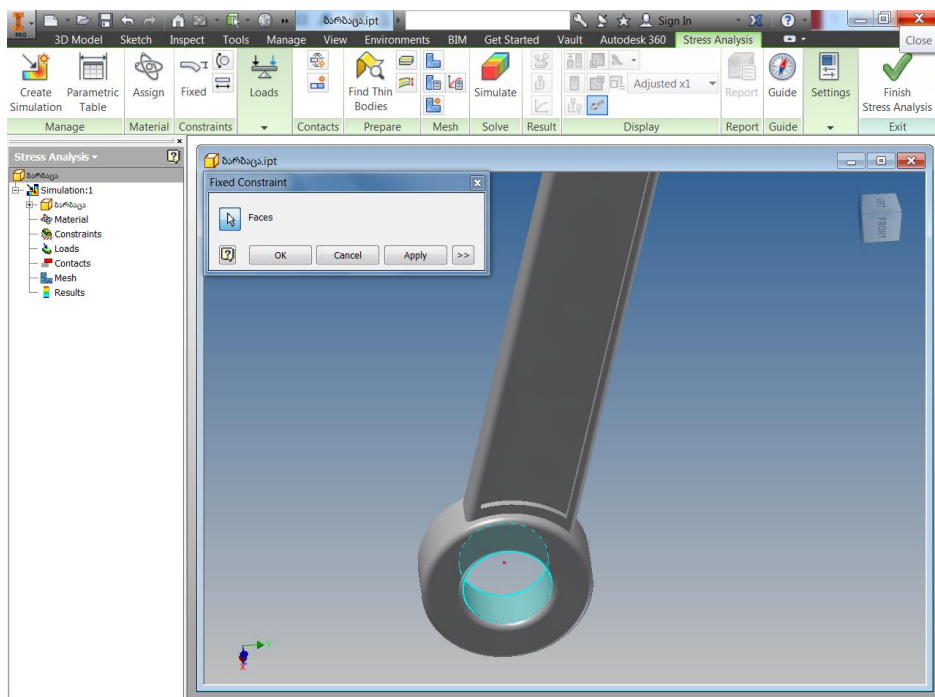 PRO
ბარბაცა.ipt
Sign In
3D Model Sketch Inspect Tools Manage View Environments BIM Get Started Vault Autodesk 360 Stress Analysis
Close
Create Simulation
Parametric Table
Assign
Fixed
Loads
Find Thin Bodies
Simulate
Adjusted x1
Report
Guide
Settings
Finish Stress Analysis
Manage Material Constraints Contacts Prepare Mesh Solve Result Display Report Guide Exit
Stress Analysis
ბარბაცა
Simulation:1
ბარბაცა
Material
Constraints
Loads
Contacts
Mesh
Results
ბარბაცა.ipt
Fixed Constraint
Faces
OK Cancel Apply >>
LEFT
FRONT
Y
X